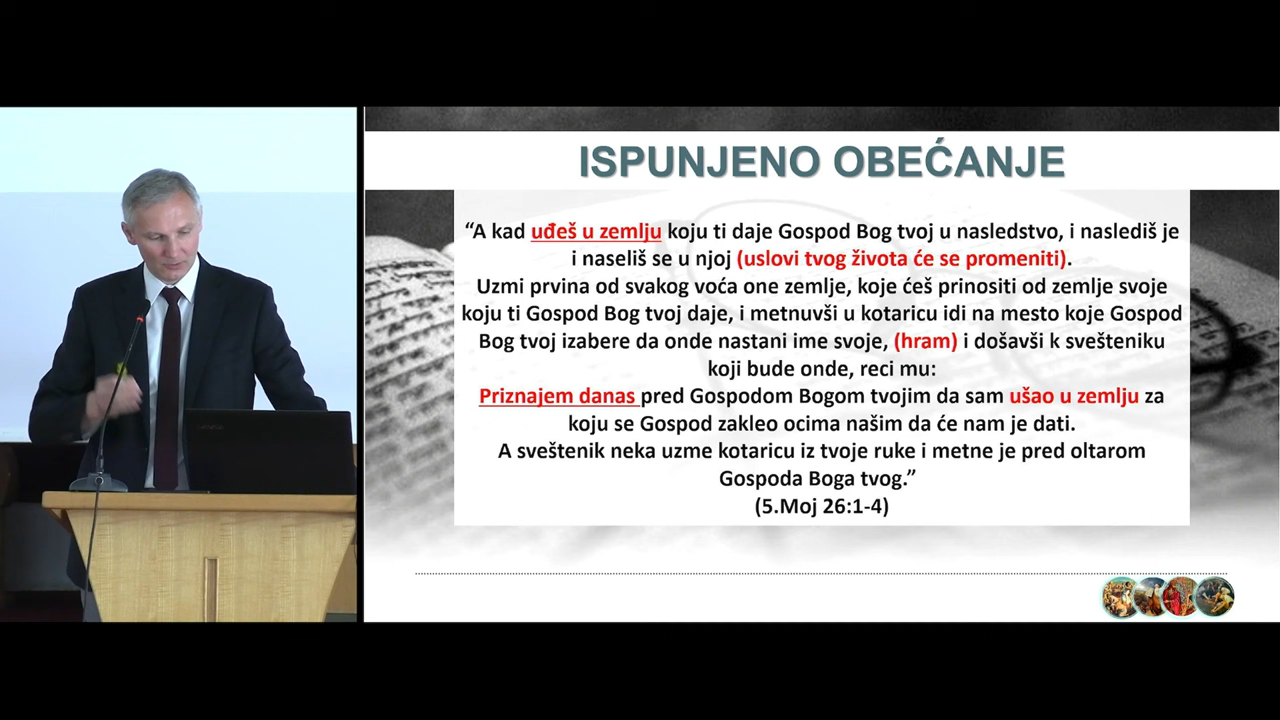 ISPUNJENO OBEĆANJE
“A kad uđeš u zemlju koju ti daje Gospod Bog tvoj u nasledstvo, i naslediš je
i naseliš se u njoj (uslovi tvog života će se promeniti).
Uzmi prvina od svakog voća one zemlje, koje ćeš prinositi od zemlje svoje
koju ti Gospod Bog tvoj daje, i metnuvši u kotaricu idi na mesto koje Gospod
Bog tvoj izabere da onde nastani ime svoje, (hram) i došavši k svešteniku
koji bude onde, reci mu:
Priznajem danas pred Gospodom Bogom tvojim da sam ušao u zemlju za
koju se Gospod zakleo ocima našim da će nam je dati.
A sveštenik neka uzme kotaricu iz tvoje ruke i metne je pred oltarom
Gospoda Boga tvog.”
(5.Moj 26:1-4)